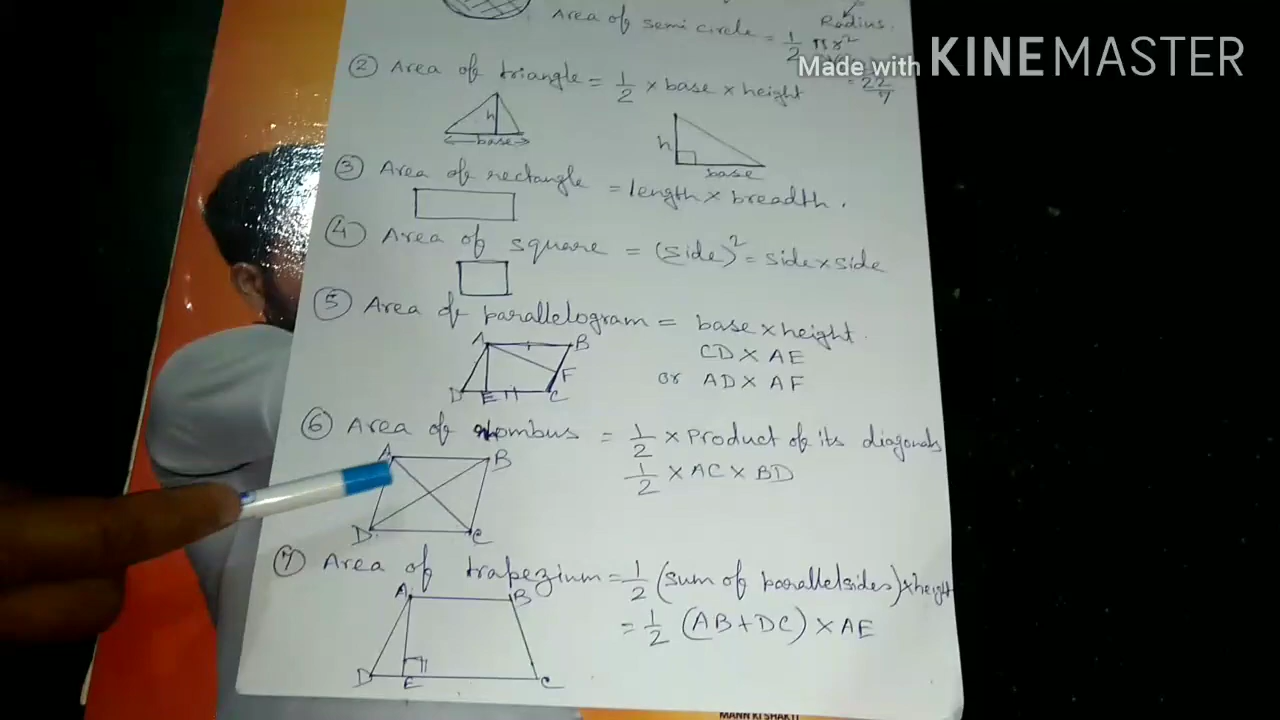 Radius.
Area of semi circle = 1/2 πr²
Made with KINEMASTER
= 22/7
② Area of triangle = 1/2 × base × height
h
base
h
base
③ Area of rectangle = length × breadth.
④ Area of square = (side)² = side×side
⑤ Area of parallelogram = base × height.
A B
CD × AE
F
or AD × AF
D E C
⑥ Area of rhombus = 1/2 × product of its diagonals
A B
1/2 × AC × BD
D C
⑦ Area of trapezium = 1/2 (sum of parallel sides) × height
A B
= 1/2 (AB + DC) × AE
D E C
MANN KI SHAKTI